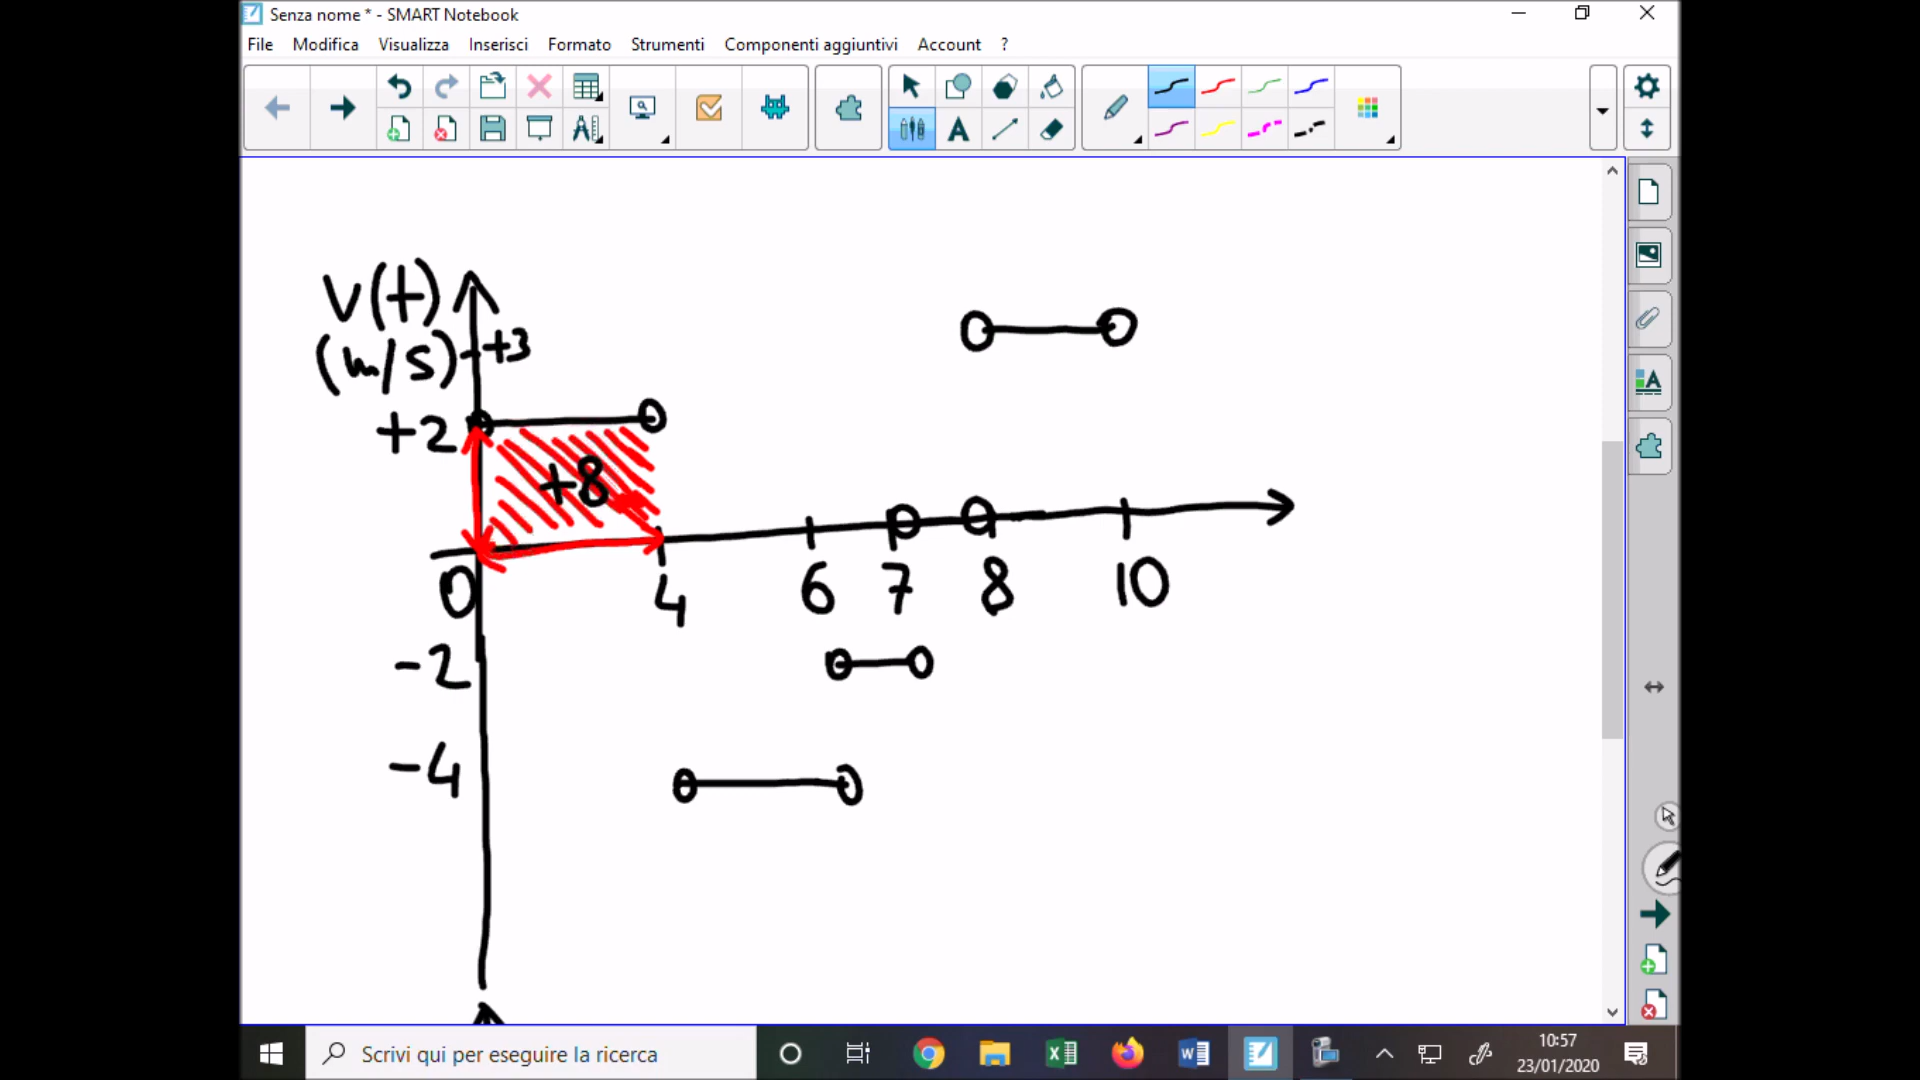 Senza nome * - SMART Notebook
File Modifica Visualizza Inserisci Formato Strumenti Componenti aggiuntivi Account ?
V(t)
(m/s)
+3
+2
+8
0
4
6
7
8
10
-2
-4
Scrivi qui per eseguire la ricerca
10:57
23/01/2020